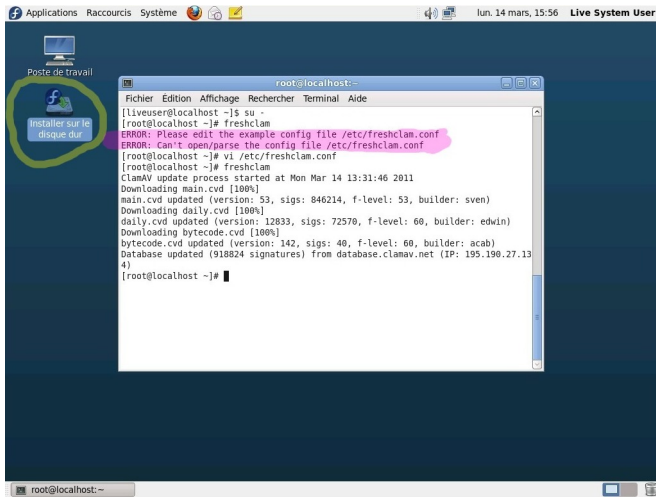 Applications Raccourcis Système lun. 14 mars, 15:56 Live System User
Poste de travail
Installer sur le
disque dur
root@localhost:~
Fichier Édition Affichage Rechercher Terminal Aide
[liveuser@localhost ~]$ su -
[root@localhost ~]# freshclam
ERROR: Please edit the example config file /etc/freshclam.conf
ERROR: Can't open/parse the config file /etc/freshclam.conf
[root@localhost ~]# vi /etc/freshclam.conf
[root@localhost ~]# freshclam
ClamAV update process started at Mon Mar 14 13:31:46 2011
Downloading main.cvd [100%]
main.cvd updated (version: 53, sigs: 846214, f-level: 53, builder: sven)
Downloading daily.cvd [100%]
daily.cvd updated (version: 12833, sigs: 72570, f-level: 60, builder: edwin)
Downloading bytecode.cvd [100%]
bytecode.cvd updated (version: 142, sigs: 40, f-level: 60, builder: acab)
Database updated (918824 signatures) from database.clamav.net (IP: 195.190.27.13
4)
[root@localhost ~]#
root@localhost:~